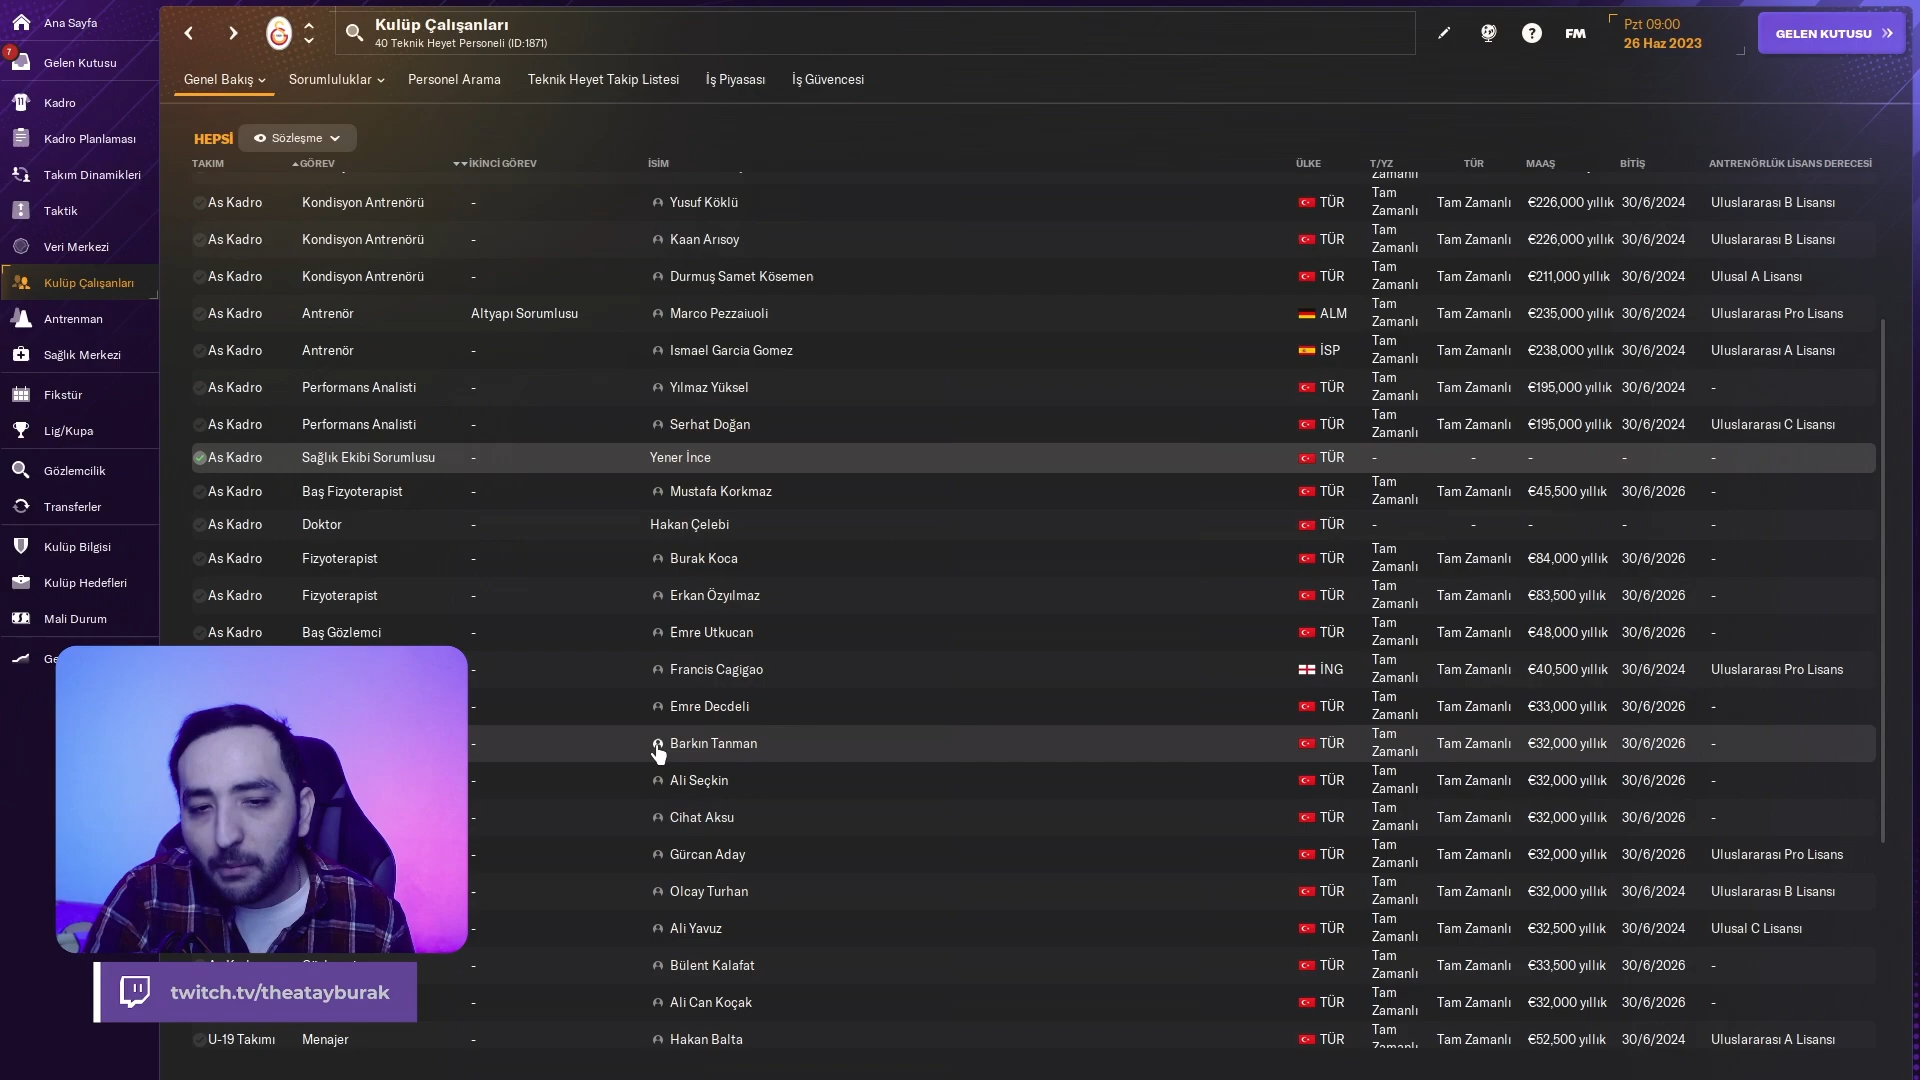 Ana Sayfa
7
Gelen Kutusu
Kadro
Kadro Planlaması
Takım Dinamikleri
Taktik
Veri Merkezi
Kulüp Çalışanları
Antrenman
Sağlık Merkezi
Fikstür
Lig/Kupa
Gözlemcilik
Transferler
Kulüp Bilgisi
Kulüp Hedefleri
Mali Durum
Kulüp Çalışanları
40 Teknik Heyet Personeli (ID:1871)
FM
Pzt 09:00
26 Haz 2023
GELEN KUTUSU
Genel Bakış Sorumluluklar Personel Arama Teknik Heyet Takip Listesi İş Piyasası İş Güvencesi
HEPSİ Sözleşme
TAKIM GÖREV İKİNCİ GÖREV İSİM ÜLKE T/YZ TÜR MAAŞ BİTİŞ ANTRENÖRLÜK LİSANS DERECESİ
As Kadro Kondisyon Antrenörü - Yusuf Köklü TÜR Tam Zamanlı Tam Zamanlı €226,000 yıllık 30/6/2024 Uluslararası B Lisansı
As Kadro Kondisyon Antrenörü - Kaan Arısoy TÜR Tam Zamanlı Tam Zamanlı €226,000 yıllık 30/6/2024 Uluslararası B Lisansı
As Kadro Kondisyon Antrenörü - Durmuş Samet Kösemen TÜR Tam Zamanlı Tam Zamanlı €211,000 yıllık 30/6/2024 Ulusal A Lisansı
As Kadro Antrenör Altyapı Sorumlusu Marco Pezzaiuoli ALM Tam Zamanlı Tam Zamanlı €235,000 yıllık 30/6/2024 Uluslararası Pro Lisans
As Kadro Antrenör - Ismael Garcia Gomez İSP Tam Zamanlı Tam Zamanlı €238,000 yıllık 30/6/2024 Uluslararası A Lisansı
As Kadro Performans Analisti - Yılmaz Yüksel TÜR Tam Zamanlı Tam Zamanlı €195,000 yıllık 30/6/2024 -
As Kadro Performans Analisti - Serhat Doğan TÜR Tam Zamanlı Tam Zamanlı €195,000 yıllık 30/6/2024 Uluslararası C Lisansı
As Kadro Sağlık Ekibi Sorumlusu - Yener İnce TÜR - - - - -
As Kadro Baş Fizyoterapist - Mustafa Korkmaz TÜR Tam Zamanlı Tam Zamanlı €45,500 yıllık 30/6/2026 -
As Kadro Doktor - Hakan Çelebi TÜR - - - - -
As Kadro Fizyoterapist - Burak Koca TÜR Tam Zamanlı Tam Zamanlı €84,000 yıllık 30/6/2026 -
As Kadro Fizyoterapist - Erkan Özyılmaz TÜR Tam Zamanlı Tam Zamanlı €83,500 yıllık 30/6/2026 -
As Kadro Baş Gözlemci - Emre Utkucan TÜR Tam Zamanlı Tam Zamanlı €48,000 yıllık 30/6/2026 -
- Francis Cagigao İNG Tam Zamanlı Tam Zamanlı €40,500 yıllık 30/6/2024 Uluslararası Pro Lisans
- Emre Decdeli TÜR Tam Zamanlı Tam Zamanlı €33,000 yıllık 30/6/2026 -
- Barkın Tanman TÜR Tam Zamanlı Tam Zamanlı €32,000 yıllık 30/6/2026 -
- Ali Seçkin TÜR Tam Zamanlı Tam Zamanlı €32,000 yıllık 30/6/2026 -
- Cihat Aksu TÜR Tam Zamanlı Tam Zamanlı €32,000 yıllık 30/6/2026 -
- Gürcan Aday TÜR Tam Zamanlı Tam Zamanlı €32,000 yıllık 30/6/2026 Uluslararası Pro Lisans
- Olcay Turhan TÜR Tam Zamanlı Tam Zamanlı €32,000 yıllık 30/6/2024 Uluslararası B Lisansı
- Ali Yavuz TÜR Tam Zamanlı Tam Zamanlı €32,500 yıllık 30/6/2024 Ulusal C Lisansı
- Bülent Kalafat TÜR Tam Zamanlı Tam Zamanlı €33,500 yıllık 30/6/2026 -
- Ali Can Koçak TÜR Tam Zamanlı Tam Zamanlı €32,000 yıllık 30/6/2026 -
U-19 Takımı Menajer - Hakan Balta TÜR Tam Zamanlı Tam Zamanlı €52,500 yıllık 30/6/2024 Uluslararası A Lisansı
twitch.tv/theatayburak